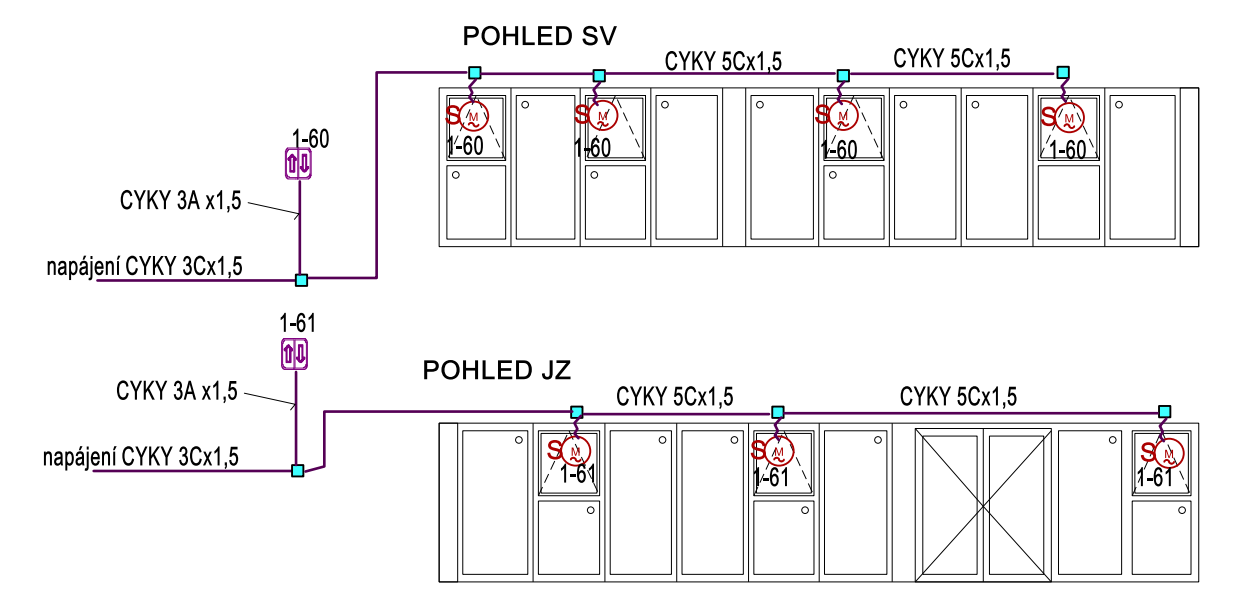 POHLED SV
CYKY 5Cx1,5
CYKY 5Cx1,5
S M
S M
S M
S M
1-60
1-60
1-60
1-60
1-60
CYKY 3A x1,5
napájení CYKY 3Cx1,5
1-61
POHLED JZ
CYKY 3A x1,5
CYKY 5Cx1,5
CYKY 5Cx1,5
S M
S M
S M
napájení CYKY 3Cx1,5
1-61
1-61
1-61